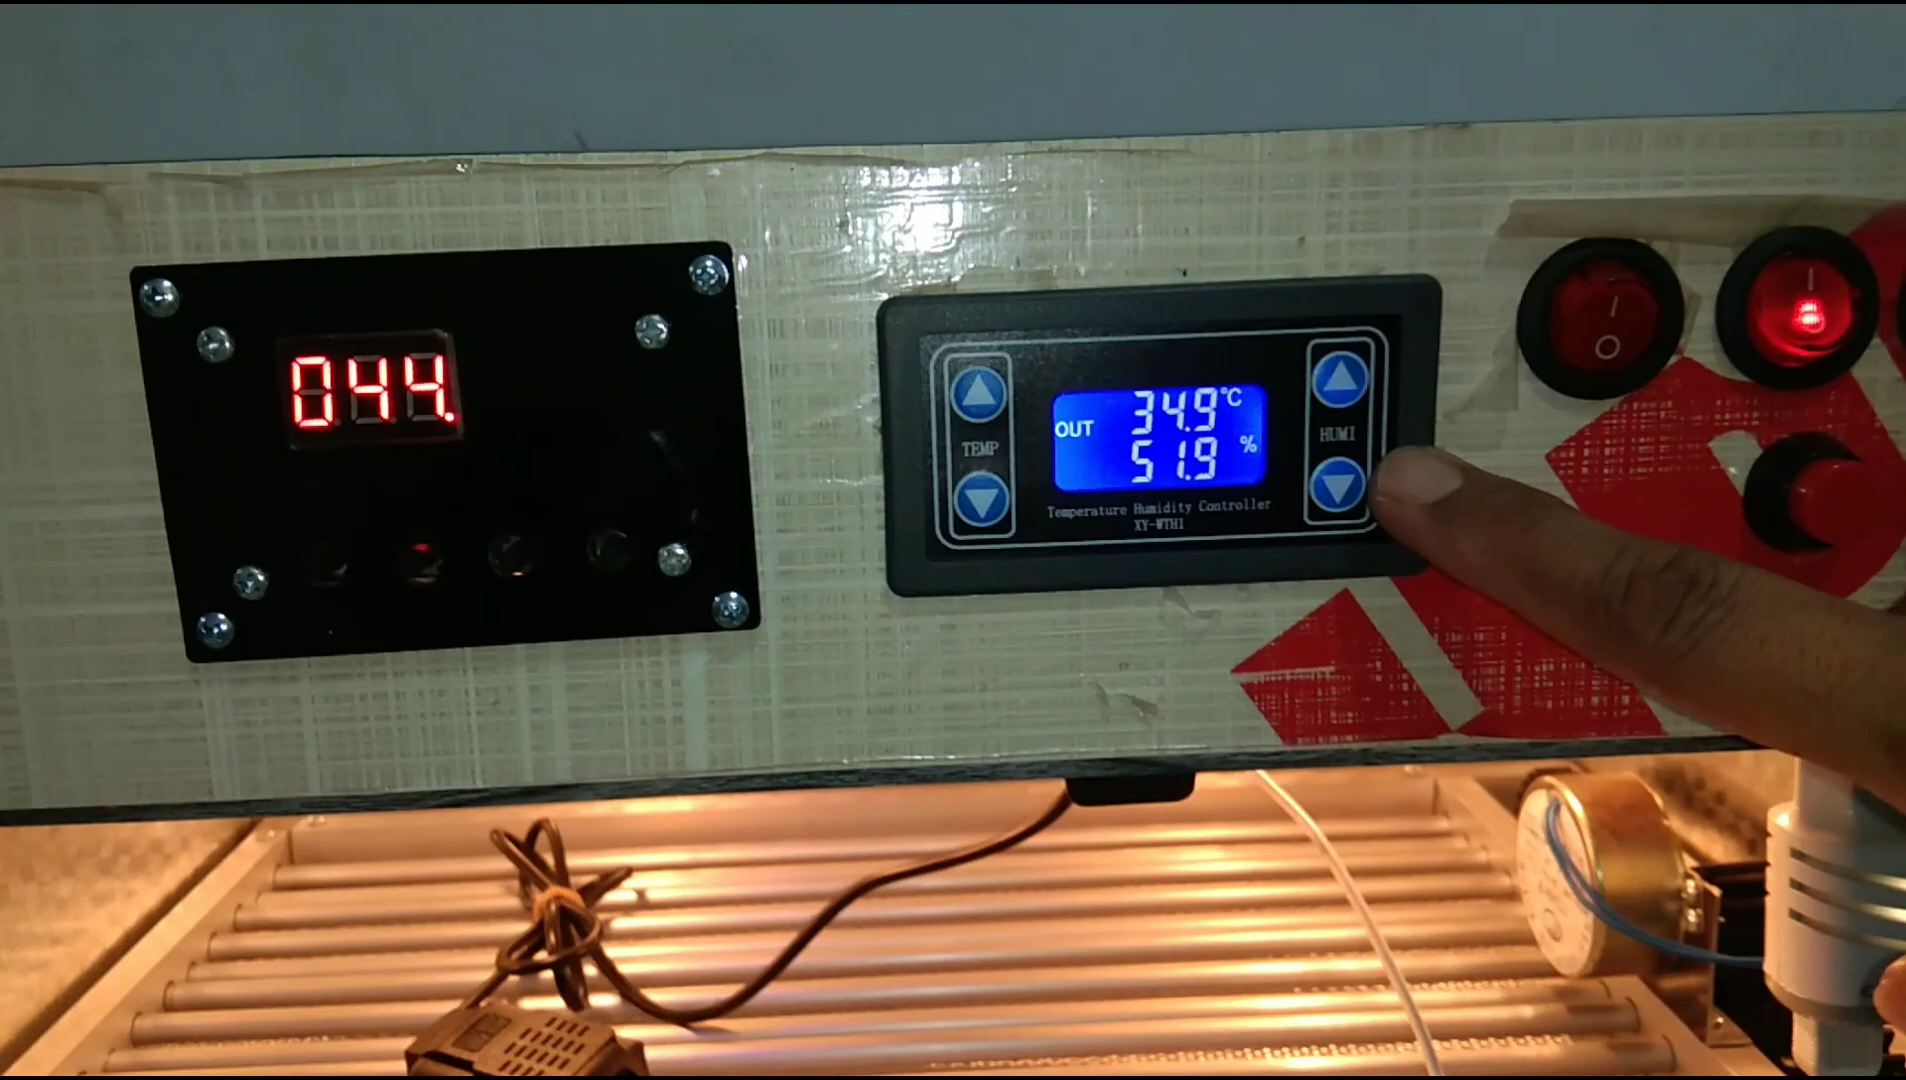 044.
34.9°C
OUT
51.9 %
TEMP
HUMI
Temperature Humidity Controller
XY-WTH1
I
O
I